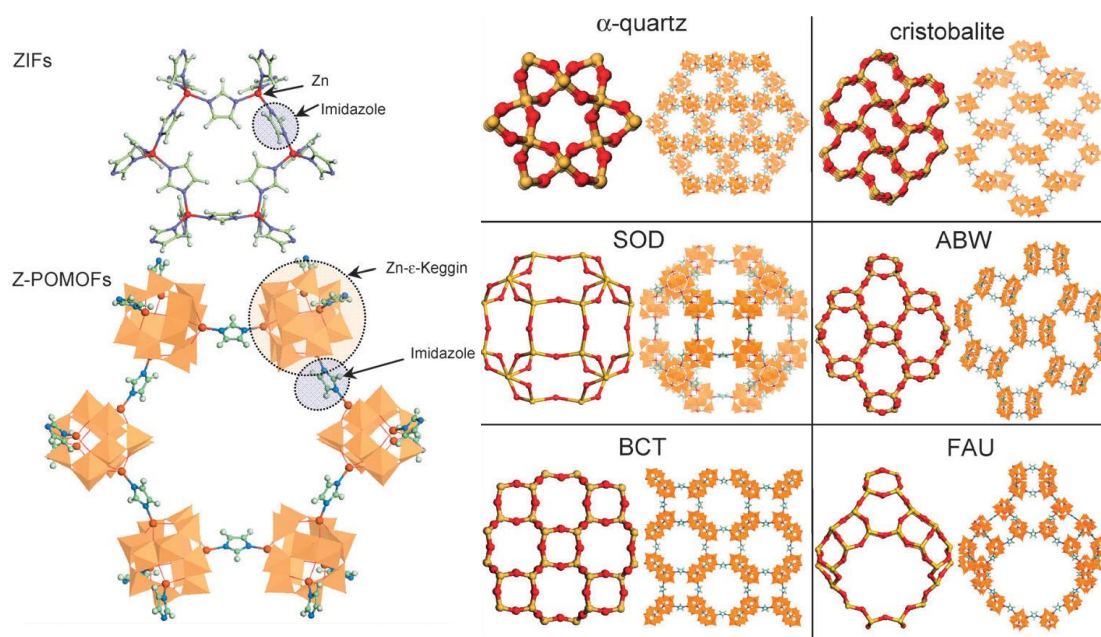 ZIFs
Zn
Imidazole
Z-POMOFs
Zn-ε-Keggin
Imidazole
α-quartz
cristobalite
SOD
ABW
BCT
FAU